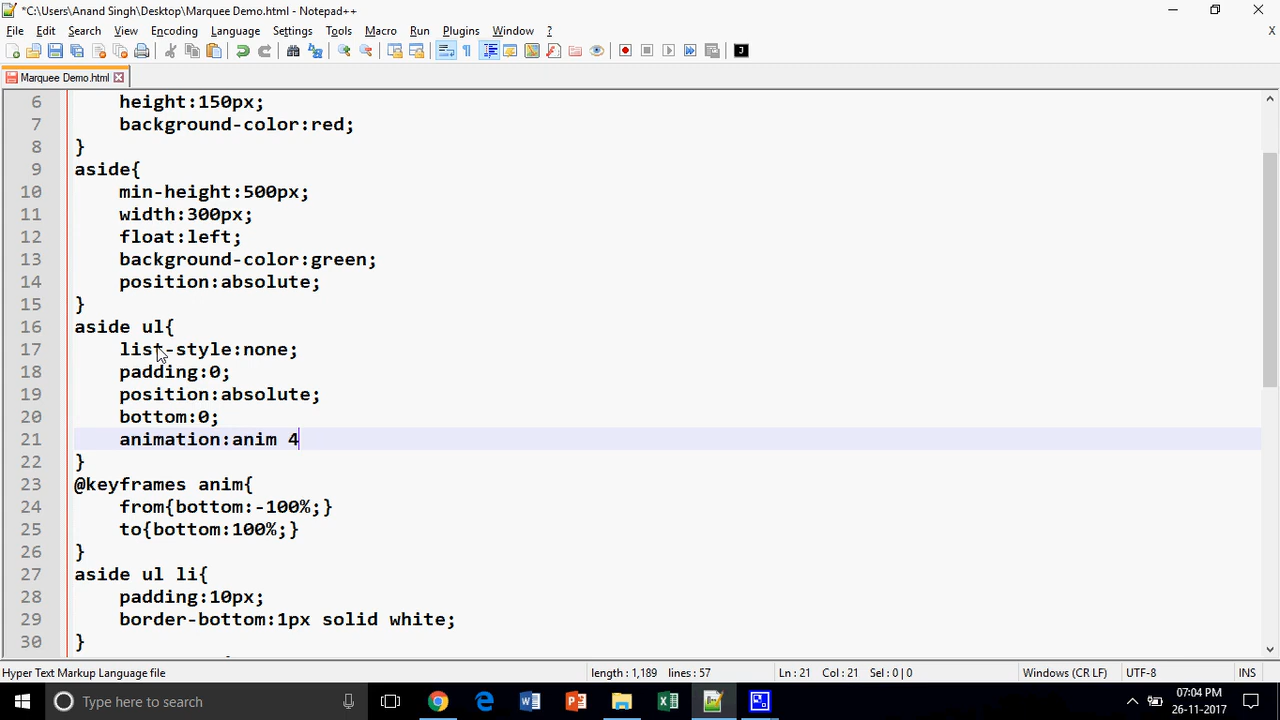 *C:\Users\Anand Singh\Desktop\Marquee Demo.html - Notepad++
File Edit Search View Encoding Language Settings Tools Macro Run Plugins Window ? X
Marquee Demo.html
6 height:150px;
7 background-color:red;
8 }
9 aside{
10 min-height:500px;
11 width:300px;
12 float:left;
13 background-color:green;
14 position:absolute;
15 }
16 aside ul{
17 list-style:none;
18 padding:0;
19 position:absolute;
20 bottom:0;
21 animation:anim 4
22 }
23 @keyframes anim{
24 from{bottom:-100%;}
25 to{bottom:100%;}
26 }
27 aside ul li{
28 padding:10px;
29 border-bottom:1px solid white;
30 }
Hyper Text Markup Language file length : 1,189 lines : 57 Ln : 21 Col : 21 Sel : 0 | 0 Windows (CR LF) UTF-8 INS
Type here to search
07:04 PM
26-11-2017